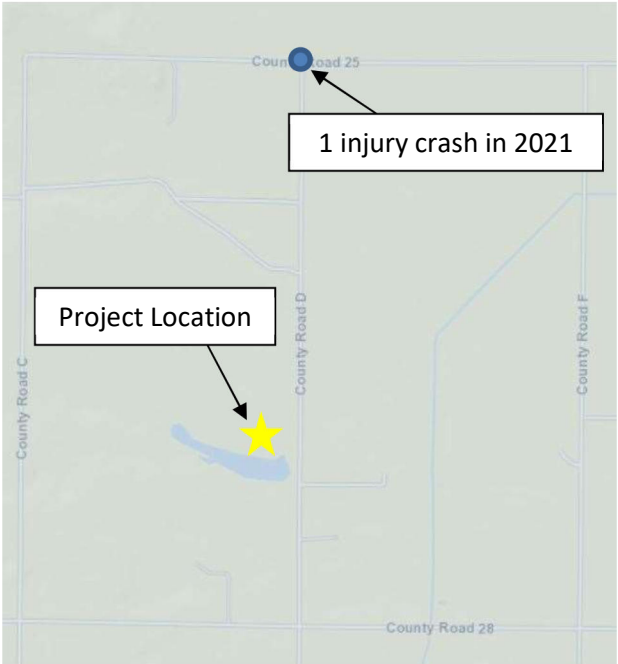 County Road 25
1 injury crash in 2021
Project Location
County Road D
County Road F
County Road C
County Road 28